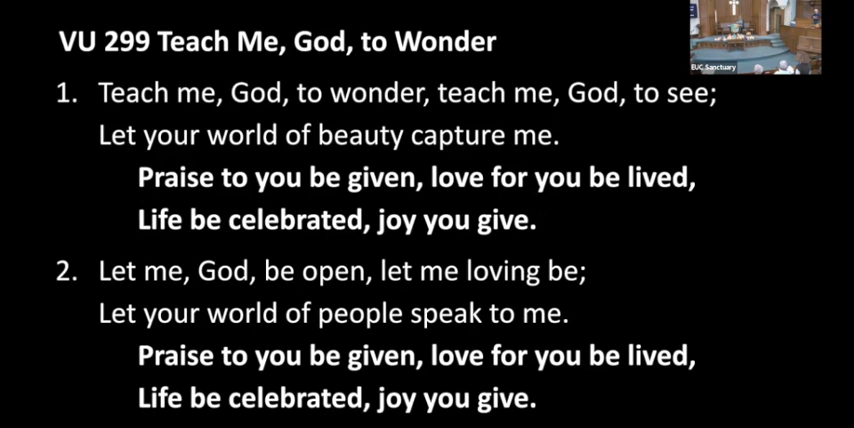 VU 299 Teach Me, God, to Wonder
EUC Sanctuary
1. Teach me, God, to wonder, teach me, God, to see;
Let your world of beauty capture me.
Praise to you be given, love for you be lived,
Life be celebrated, joy you give.
2. Let me, God, be open, let me loving be;
Let your world of people speak to me.
Praise to you be given, love for you be lived,
Life be celebrated, joy you give.